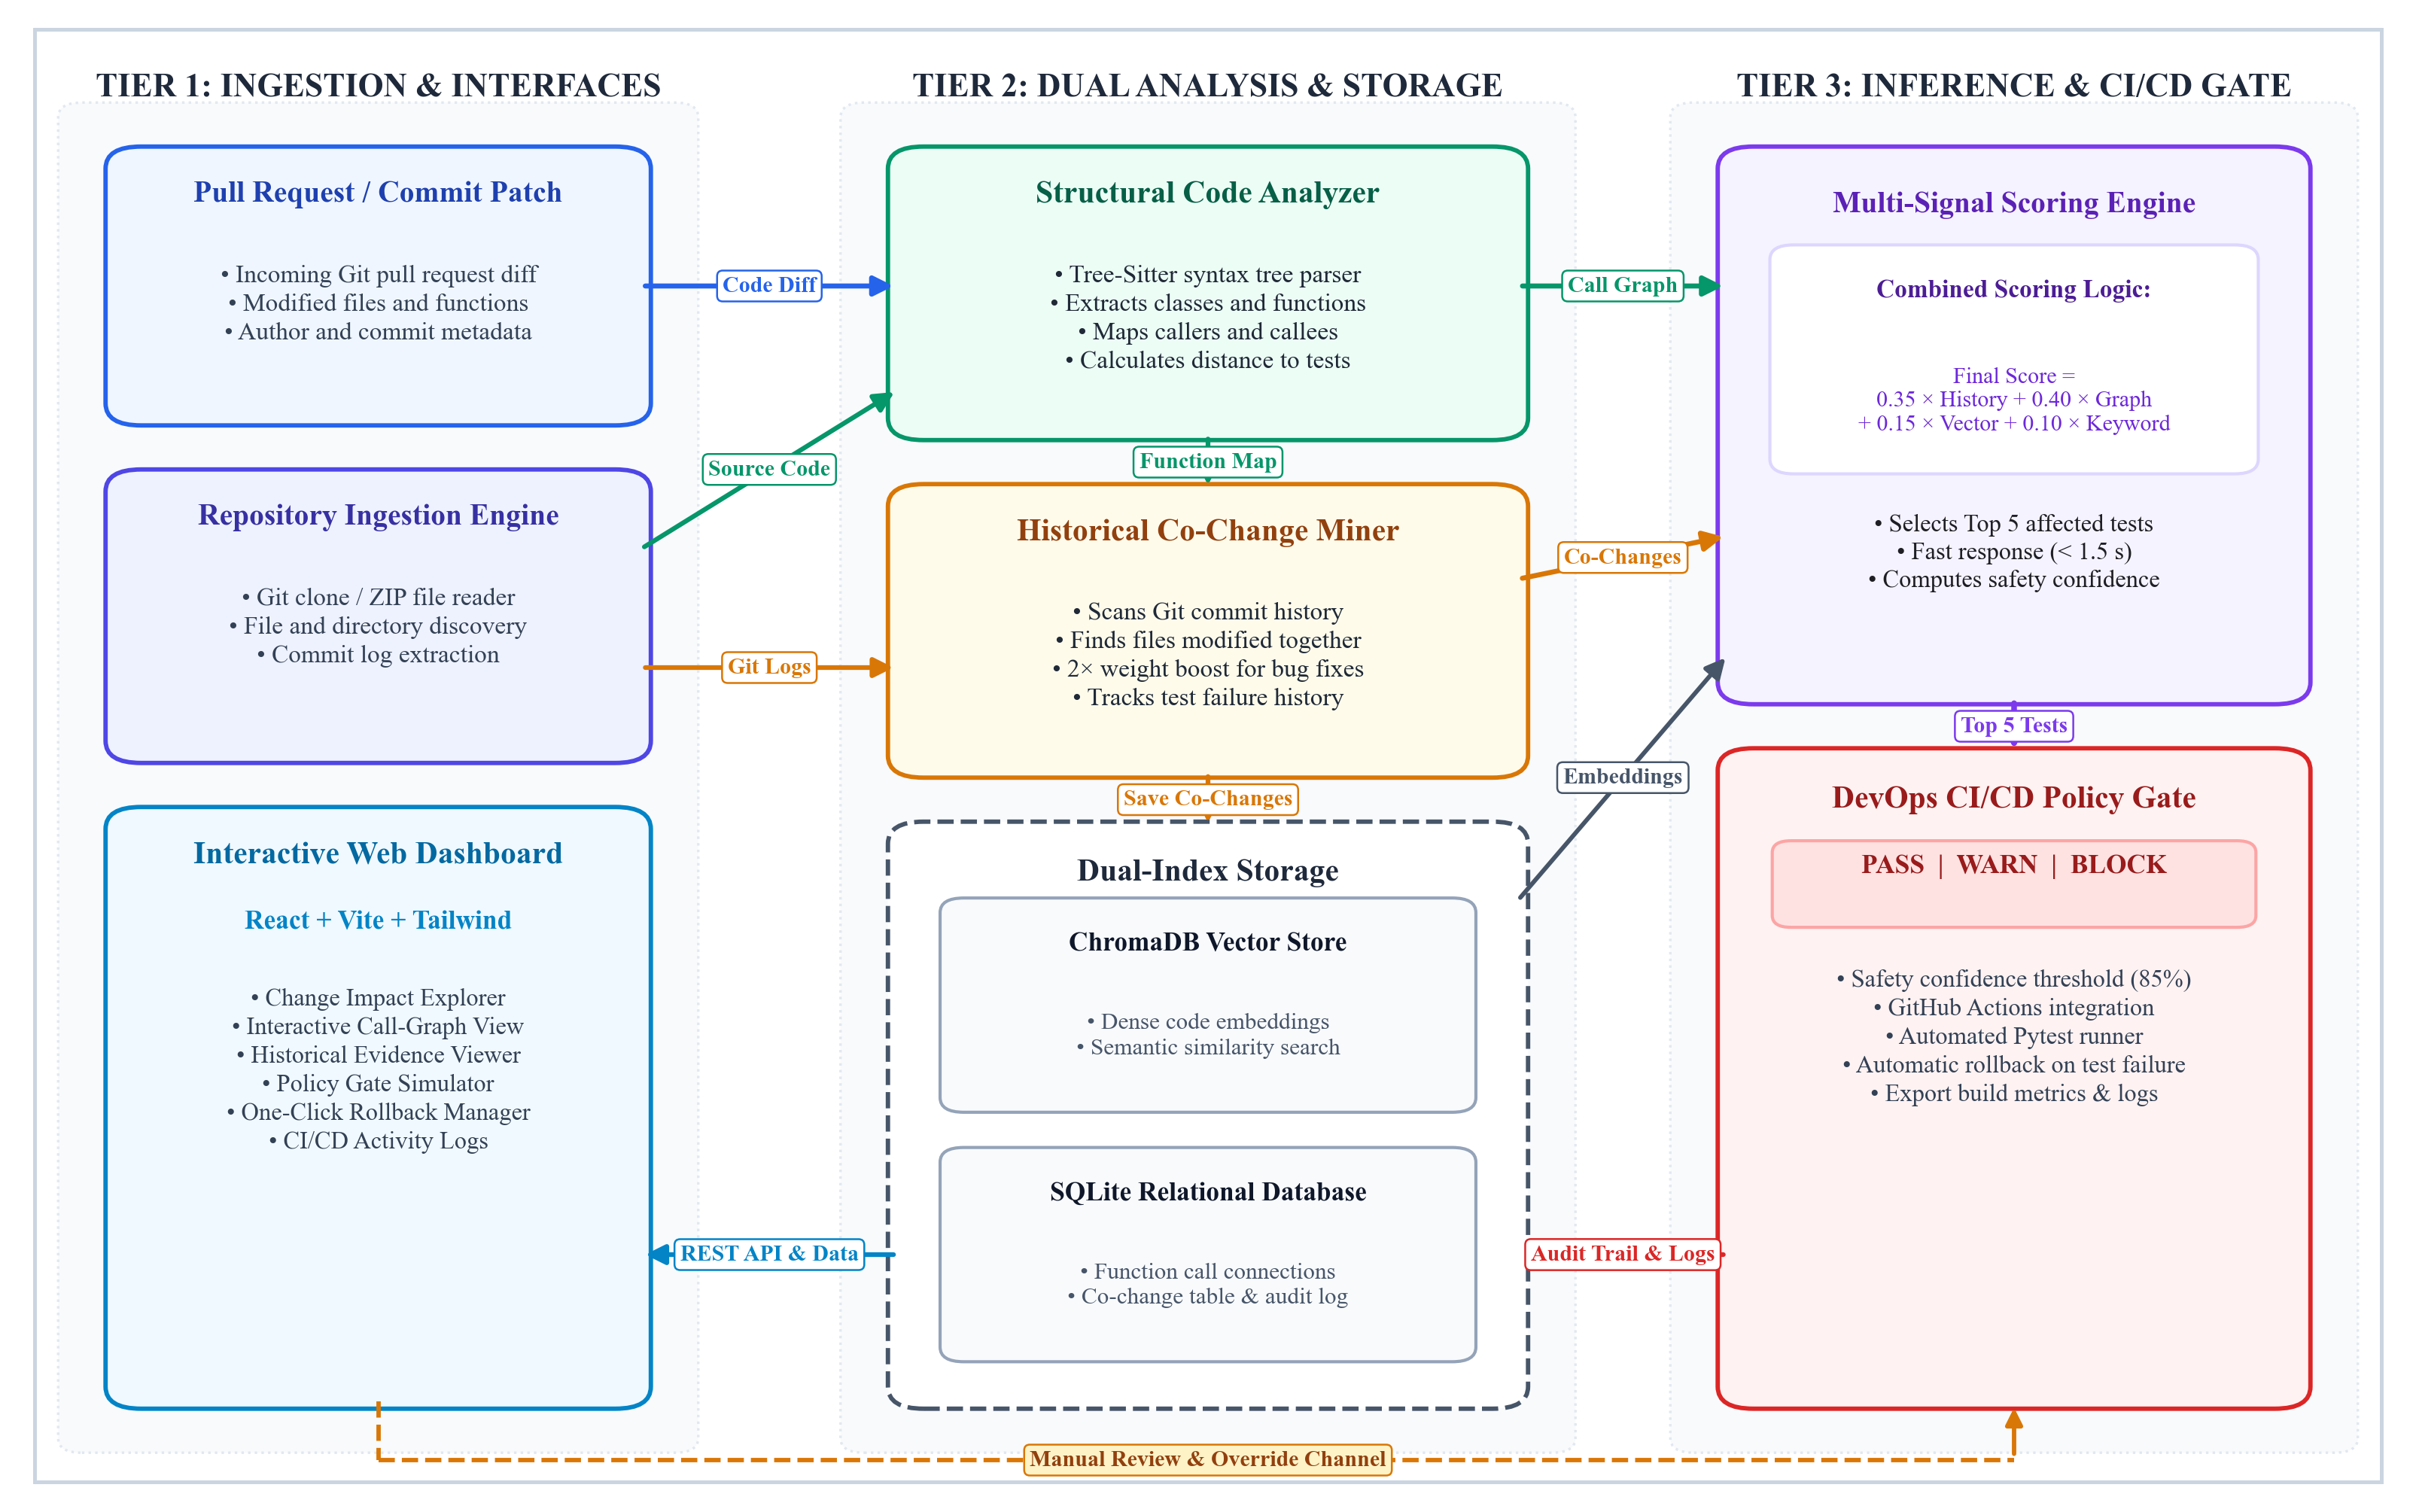 TIER 1: INGESTION & INTERFACES
Pull Request / Commit Patch
• Incoming Git pull request diff
• Modified files and functions
• Author and commit metadata
Repository Ingestion Engine
• Git clone / ZIP file reader
• File and directory discovery
• Commit log extraction
Interactive Web Dashboard
React + Vite + Tailwind
• Change Impact Explorer
• Interactive Call-Graph View
• Historical Evidence Viewer
• Policy Gate Simulator
• One-Click Rollback Manager
• CI/CD Activity Logs
Code Diff
Source Code
Git Logs
REST API & Data
TIER 2: DUAL ANALYSIS & STORAGE
Structural Code Analyzer
• Tree-Sitter syntax tree parser
• Extracts classes and functions
• Maps callers and callees
• Calculates distance to tests
Function Map
Historical Co-Change Miner
• Scans Git commit history
• Finds files modified together
• 2× weight boost for bug fixes
• Tracks test failure history
Save Co-Changes
Dual-Index Storage
ChromaDB Vector Store
• Dense code embeddings
• Semantic similarity search
SQLite Relational Database
• Function call connections
• Co-change table & audit log
Call Graph
Co-Changes
Embeddings
Audit Trail & Logs
TIER 3: INFERENCE & CI/CD GATE
Multi-Signal Scoring Engine
Combined Scoring Logic:
Final Score =
0.35 × History + 0.40 × Graph
+ 0.15 × Vector + 0.10 × Keyword
• Selects Top 5 affected tests
• Fast response (< 1.5 s)
• Computes safety confidence
Top 5 Tests
DevOps CI/CD Policy Gate
PASS | WARN | BLOCK
• Safety confidence threshold (85%)
• GitHub Actions integration
• Automated Pytest runner
• Automatic rollback on test failure
• Export build metrics & logs
Manual Review & Override Channel